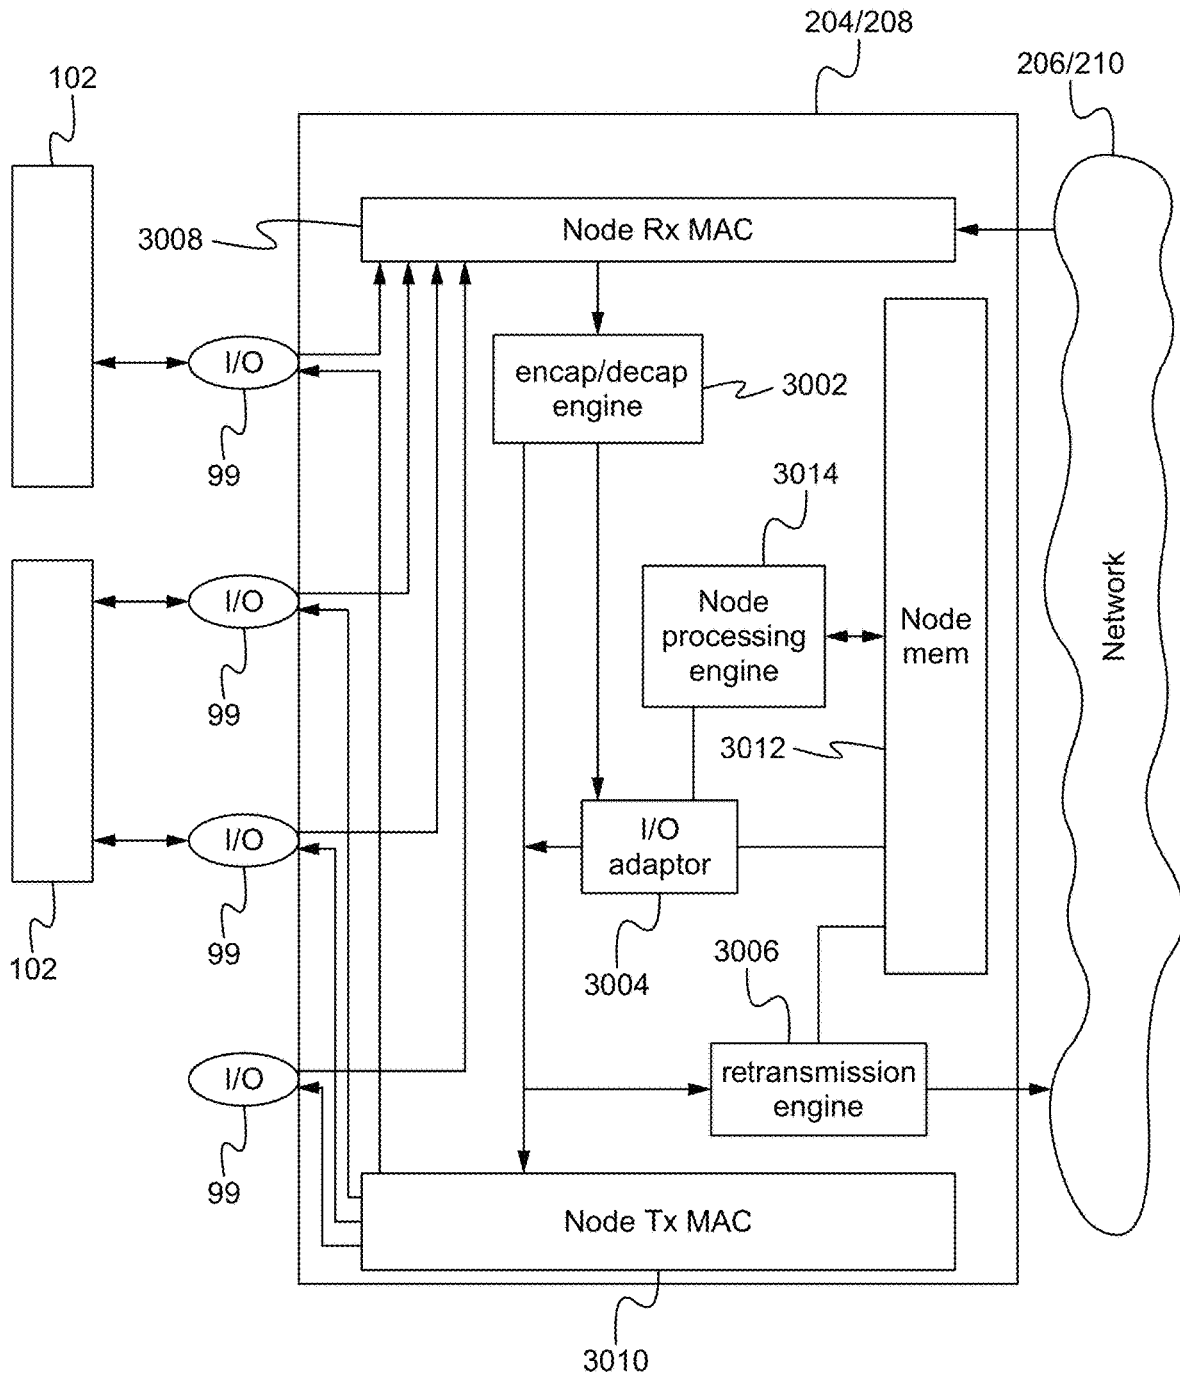 204/208
206/210
102
Node Rx MAC
3008
I/O
encap/decap
engine
3002
99
3014
Node
processing
engine
Node
mem
Network
I/O
99
3012
I/O
adaptor
I/O
99
102
3004
3006
retransmission
engine
I/O
99
Node Tx MAC
3010